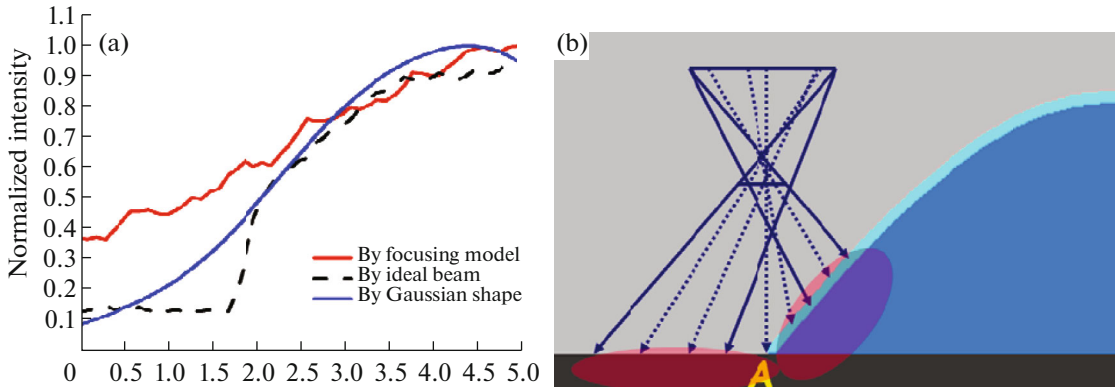 (a)
Normalized intensity
1.1
1.0
0.9
0.8
0.7
0.6
0.5
0.4
0.3
0.2
0.1
By focusing model
By ideal beam
By Gaussian shape
0 0.5 1.0 1.5 2.0 2.5 3.0 3.5 4.0 4.5 5.0
(b)
A